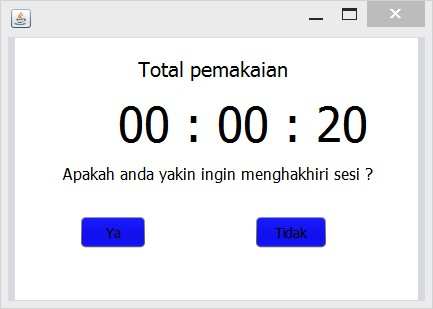 Total pemakaian
00 : 00 : 20
Apakah anda yakin ingin menghakhiri sesi ?
Ya Tidak